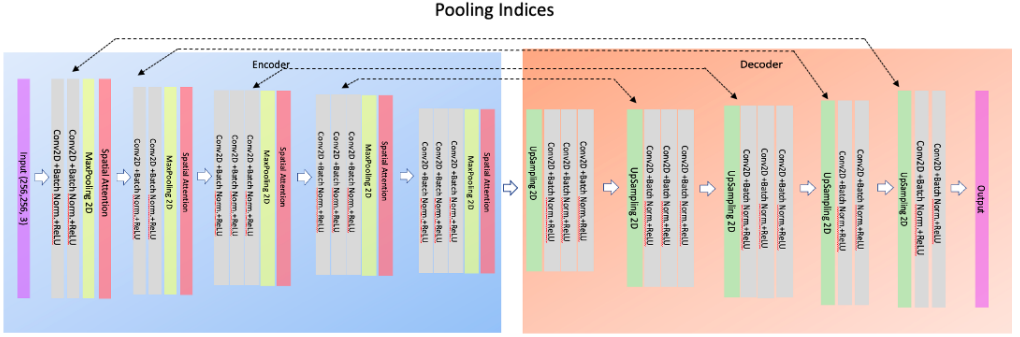 Pooling Indices
Encoder
Decoder
Input (256,256, 3)
Conv2D +Batch Norm.+ReLU
Conv2D +Batch Norm.+ReLU
MaxPooling 2D
Spatial Attention
Conv2D +Batch Norm.+ReLU
Conv2D +Batch Norm.+ReLU
MaxPooling 2D
Spatial Attention
Conv2D +Batch Norm.+ReLU
Conv2D +Batch Norm.+ReLU
Conv2D +Batch Norm.+ReLU
MaxPooling 2D
Spatial Attention
Conv2D +Batch Norm.+ReLU
Conv2D +Batch Norm.+ReLU
Conv2D +Batch Norm.+ReLU
MaxPooling 2D
Spatial Attention
Conv2D +Batch Norm.+ReLU
Conv2D +Batch Norm.+ReLU
Conv2D +Batch Norm.+ReLU
MaxPooling 2D
Spatial Attention
UpSampling 2D
Conv2D +Batch Norm.+ReLU
Conv2D +Batch Norm.+ReLU
Conv2D +Batch Norm.+ReLU
UpSampling 2D
Conv2D +Batch Norm.+ReLU
Conv2D +Batch Norm.+ReLU
Conv2D +Batch Norm.+ReLU
UpSampling 2D
Conv2D +Batch Norm.+ReLU
Conv2D +Batch Norm.+ReLU
Conv2D +Batch Norm.+ReLU
UpSampling 2D
Conv2D +Batch Norm.+ReLU
Conv2D +Batch Norm.+ReLU
UpSampling 2D
Conv2D +Batch Norm.+ReLU
Conv2D +Batch Norm.+ReLU
Output